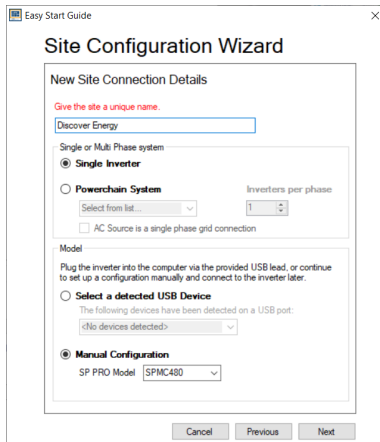 Easy Start Guide
Site Configuration Wizard
New Site Connection Details
Give the site a unique name.
Discover Energy
Single or Multi Phase system
Single Inverter
Powerchain System
Inverters per phase
Select from list...
1
AC Source is a single phase grid connection
Model
Plug the inverter into the computer via the provided USB lead, or continue
to set up a configuration manually and connect to the inverter later.
Select a detected USB Device
The following devices have been detected on a USB port:
<No devices detected>
Manual Configuration
SP PRO Model SPMC480
Cancel Previous Next